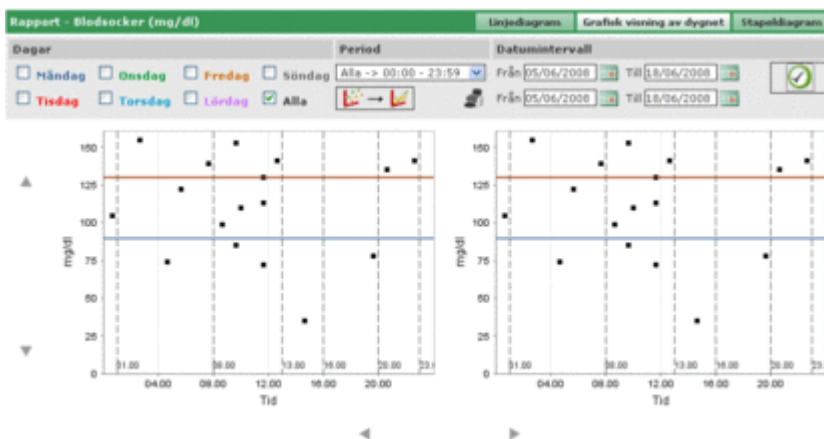 Rapport - Blodsocker (mg/dl)
Linjediagram
Grafisk visning av dygnet
Stapeldiagram
Dagar
Period
Datumintervall
Måndag
Onsdag
Fredag
Söndag
Alla -> 00:00 - 23:59
Från 05/06/2008
Till 18/06/2008
Tisdag
Torsdag
Lördag
Alla
Från 05/06/2008
Till 18/06/2008
150
125
100
75
50
25
0
mg/dl
01.00
08.00
13.00
16.00
20.00
04.00
08.00
12.00
16.00
20.00
Tid
150
125
100
75
50
25
0
mg/dl
01.00
08.00
13.00
16.00
20.00
04.00
08.00
12.00
16.00
20.00
Tid